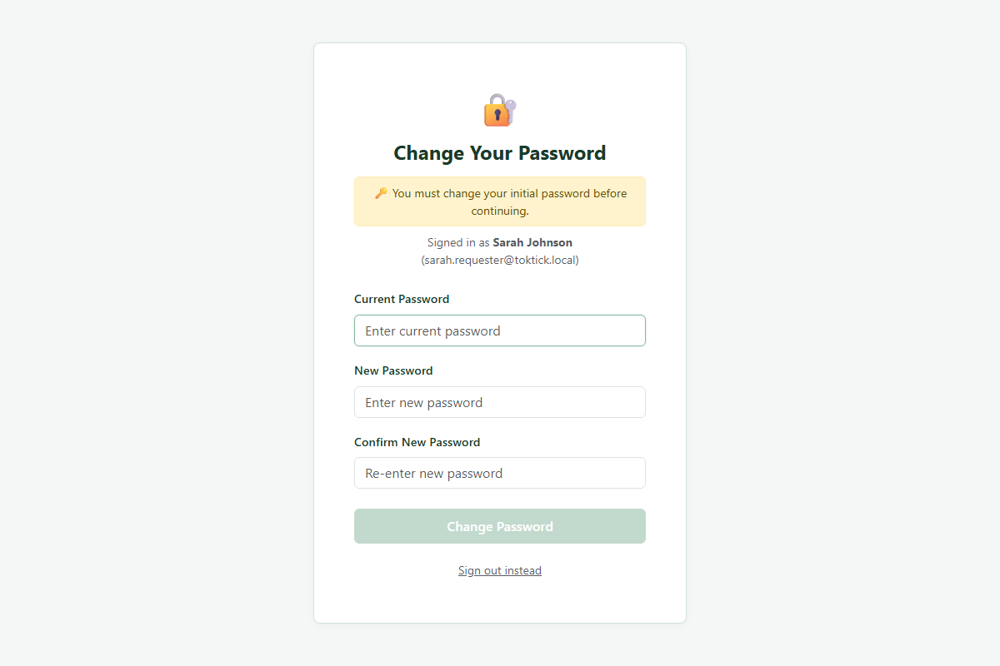 Change Your Password
🔑 You must change your initial password before
continuing.
Signed in as Sarah Johnson
(sarah.requester@toktick.local)
Current Password
Enter current password
New Password
Enter new password
Confirm New Password
Re-enter new password
Change Password
Sign out instead